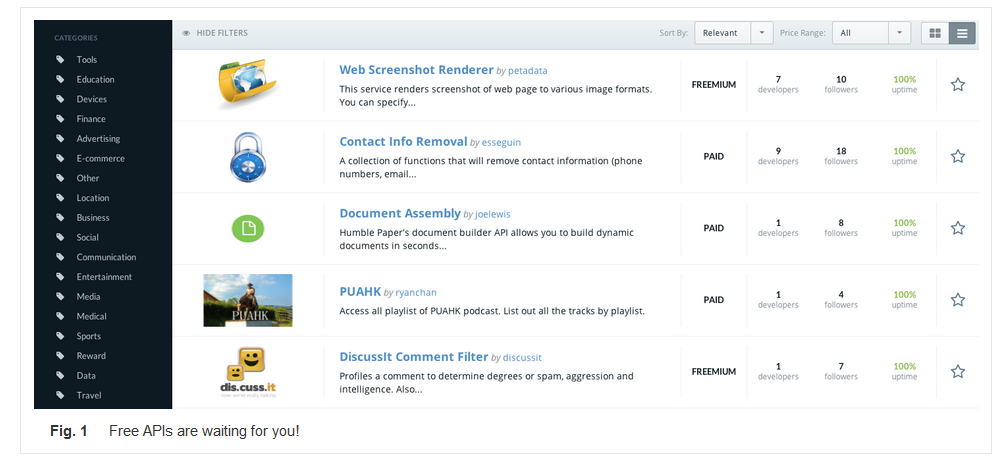 CATEGORIES
Tools
Education
Devices
Finance
Advertising
E-commerce
Other
Location
Business
Social
Communication
Entertainment
Media
Medical
Sports
Reward
Data
Travel
HIDE FILTERS
Sort By: Relevant Price Range: All
Web Screenshot Renderer by petadata
This service renders screenshot of web page to various image formats.
You can specify...
FREEMIUM
7 developers
10 followers
100% uptime
Contact Info Removal by esseguin
A collection of functions that will remove contact information (phone
numbers, email...
PAID
9 developers
18 followers
100% uptime
Document Assembly by joelewis
Humble Paper's document builder API allows you to build dynamic
documents in seconds...
PAID
1 developers
8 followers
100% uptime
PUAHK
PUAHK by ryanchan
Access all playlist of PUAHK podcast. List out all the tracks by playlist.
PAID
1 developers
4 followers
100% uptime
dis.cuss.it
now we're really talking
DiscussIt Comment Filter by discussit
Profiles a comment to determine degrees or spam, aggression and
intelligence. Also...
FREEMIUM
1 developers
7 followers
100% uptime
Fig. 1 Free APIs are waiting for you!